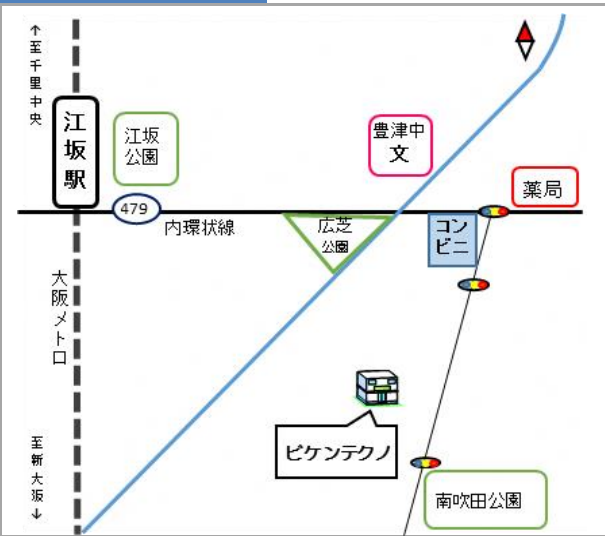 ↑至千里中央
江坂駅
江坂
公園
豊津中
文
薬局
479
内環状線
広芝
公園
コン
ビニ
大阪メトロ
ビケンテクノ
至新大阪↓
南吹田公園